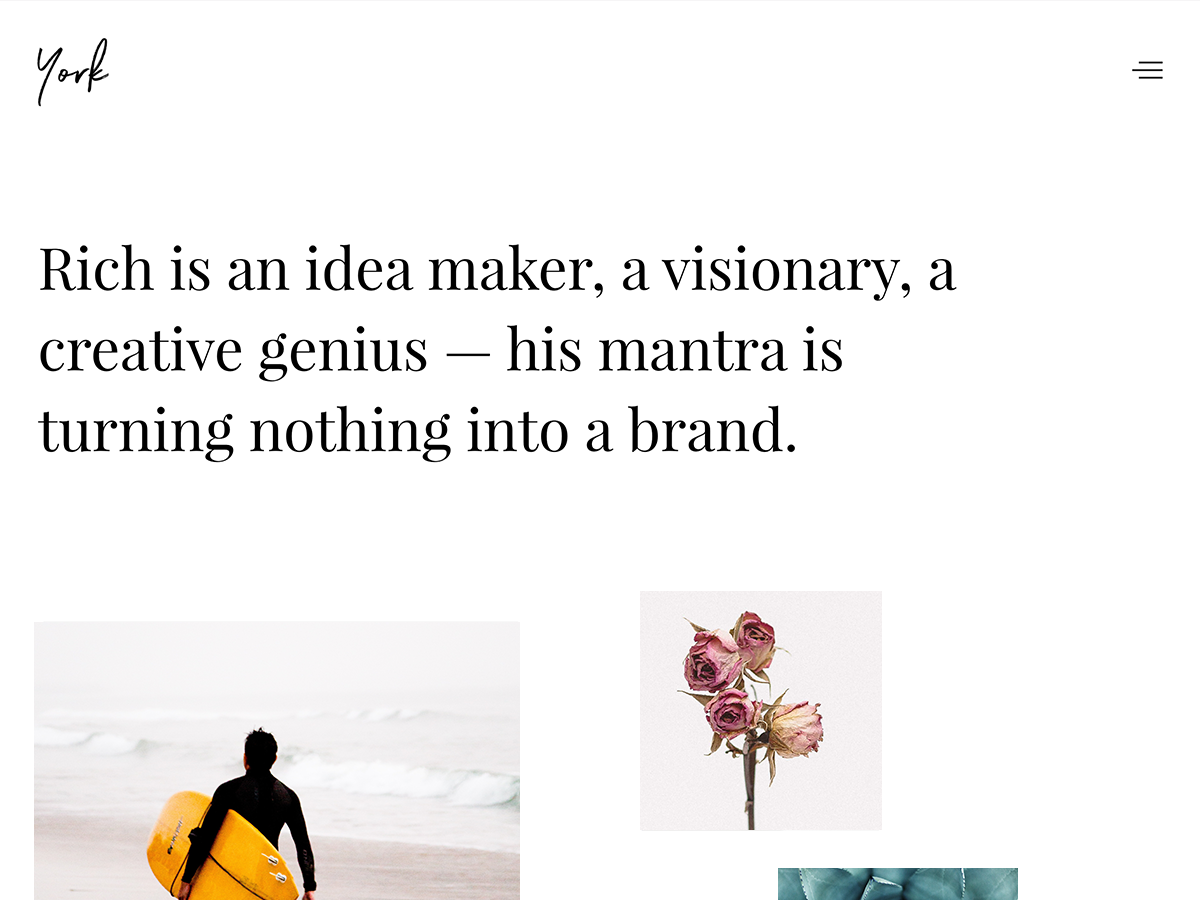 York
Rich is an idea maker, a visionary, a
creative genius — his mantra is
turning nothing into a brand.